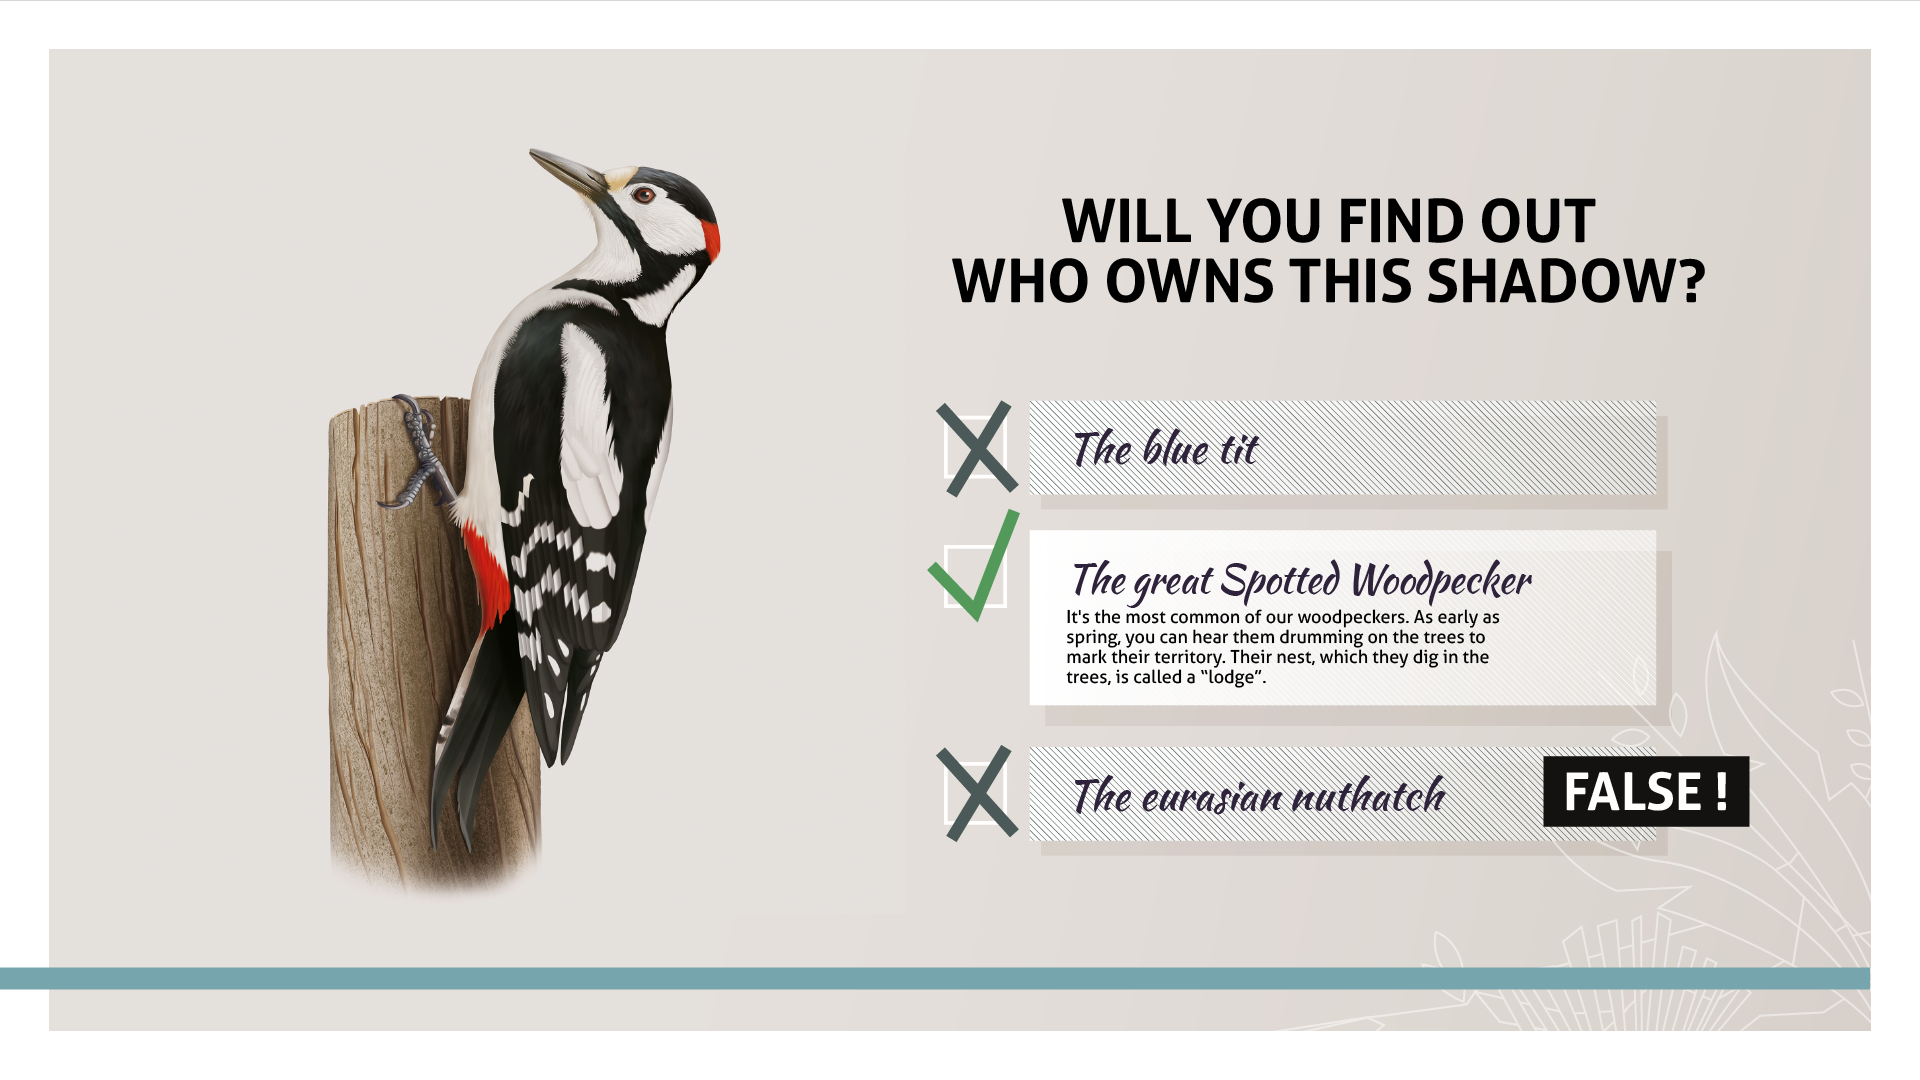 WILL YOU FIND OUT
WHO OWNS THIS SHADOW?
The blue tit
The great Spotted Woodpecker
It's the most common of our woodpeckers. As early as
spring, you can hear them drumming on the trees to
mark their territory. Their nest, which they dig in the
trees, is called a “lodge”.
The eurasian nuthatch
FALSE !